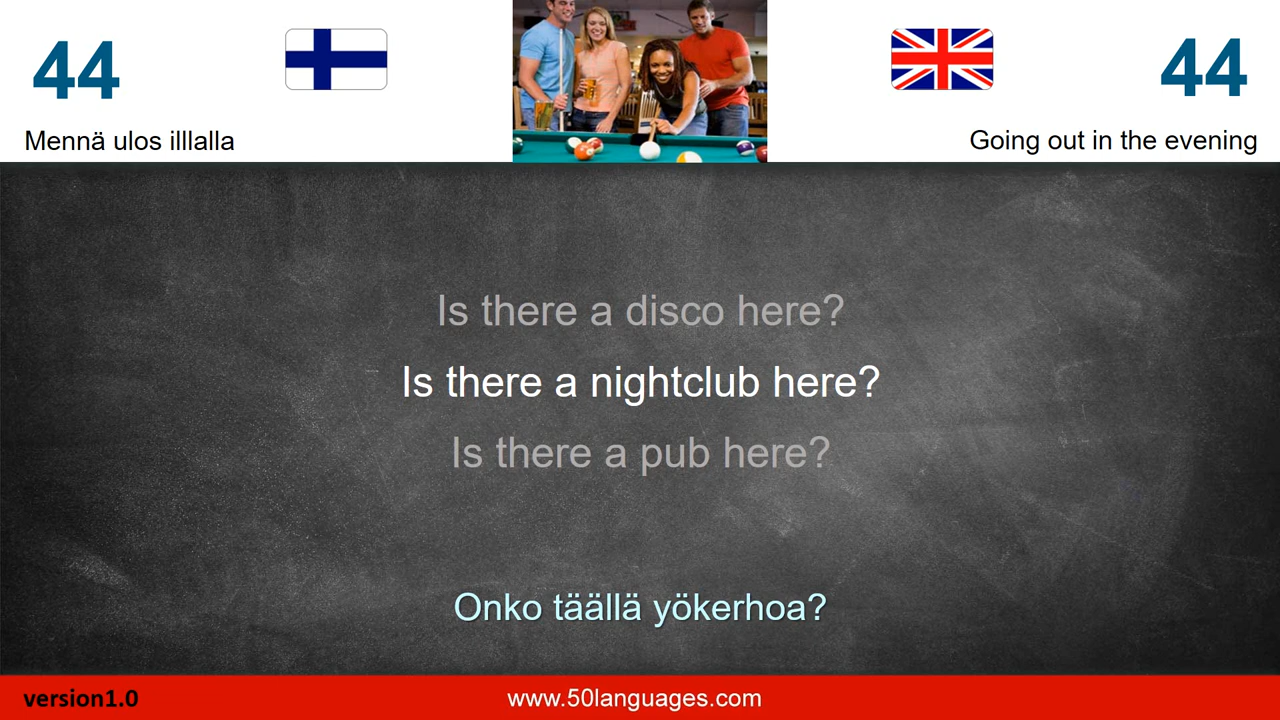 44
44
Mennä ulos illlalla
Going out in the evening
Is there a disco here?
Is there a nightclub here?
Is there a pub here?
Onko täällä yökerhoa?
version1.0
www.50languages.com